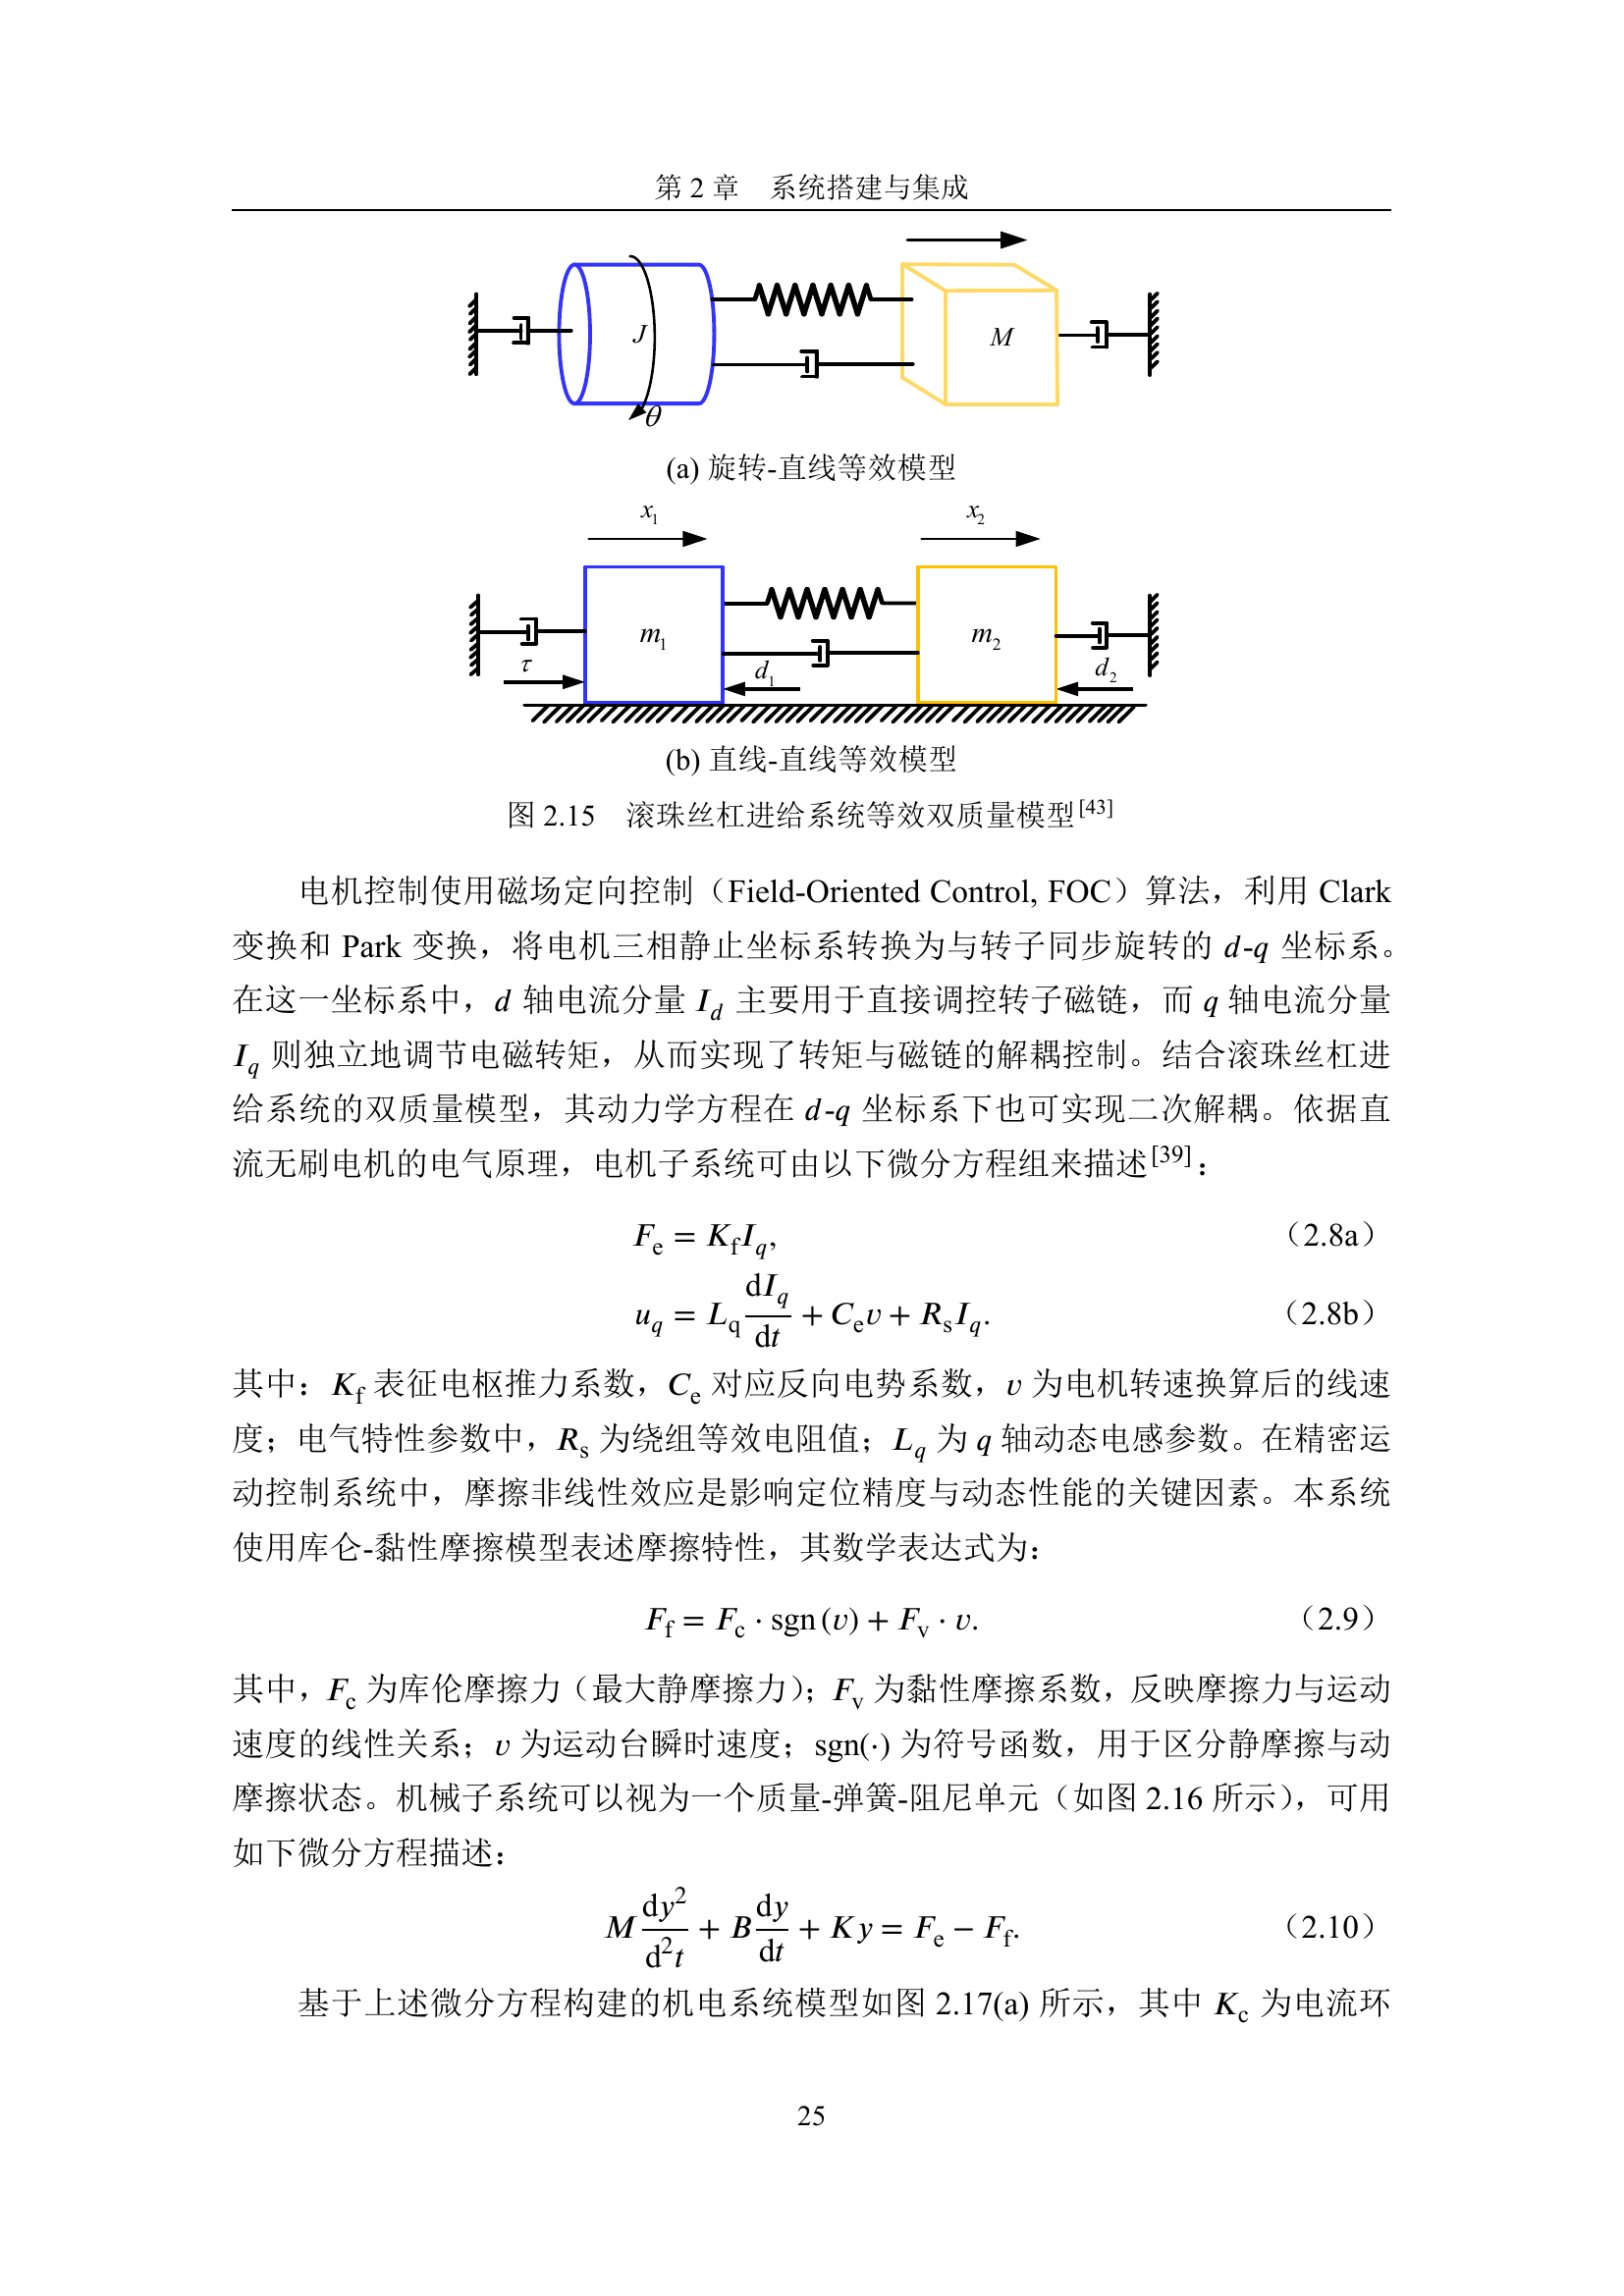 第 2 章 系统搭建与集成
J
M
θ
(a) 旋转-直线等效模型
x₁ x₂
m₁ m₂
τ d₁ d₂
(b) 直线-直线等效模型
图 2.15 滚珠丝杠进给系统等效双质量模型[43]
电机控制使用磁场定向控制（Field-Oriented Control, FOC）算法，利用 Clark
变换和 Park 变换，将电机三相静止坐标系转换为与转子同步旋转的 d-q 坐标系。
在这一坐标系中，d 轴电流分量 I_d 主要用于直接调控转子磁链，而 q 轴电流分量
I_q 则独立地调节电磁转矩，从而实现了转矩与磁链的解耦控制。结合滚珠丝杠进
给系统的双质量模型，其动力学方程在 d-q 坐标系下也可实现二次解耦。依据直
流无刷电机的电气原理，电机子系统可由以下微分方程组来描述[39]：
F_e = K_f I_q, （2.8a）
u_q = L_q dI_q/dt + C_e v + R_s I_q. （2.8b）
其中：K_f 表征电枢推力系数，C_e 对应反向电势系数，v 为电机转速换算后的线速
度；电气特性参数中，R_s 为绕组等效电阻值；L_q 为 q 轴动态电感参数。在精密运
动控制系统中，摩擦非线性效应是影响定位精度与动态性能的关键因素。本系统
使用库仑-黏性摩擦模型表述摩擦特性，其数学表达式为：
F_f = F_c · sgn (v) + F_v · v. （2.9）
其中，F_c 为库伦摩擦力（最大静摩擦力）；F_v 为黏性摩擦系数，反映摩擦力与运动
速度的线性关系；v 为运动台瞬时速度；sgn(·) 为符号函数，用于区分静摩擦与动
摩擦状态。机械子系统可以视为一个质量-弹簧-阻尼单元（如图 2.16 所示），可用
如下微分方程描述：
M dy²/d²t + B dy/dt + K y = F_e − F_f. （2.10）
基于上述微分方程构建的机电系统模型如图 2.17(a) 所示，其中 K_c 为电流环
25